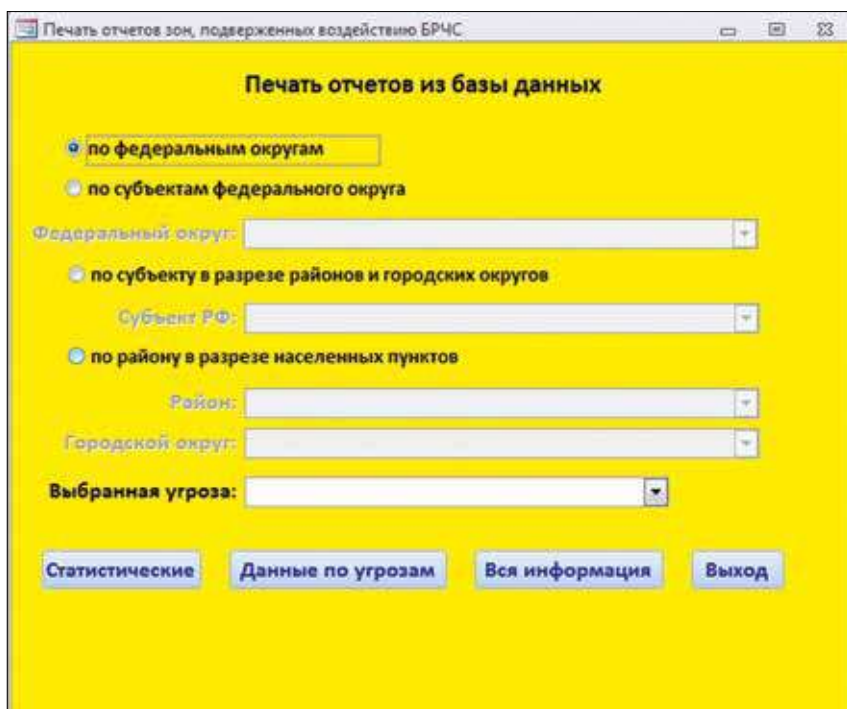 Печать отчетов зон, подверженных воздействию БРЧС
Печать отчетов из базы данных
по федеральным округам
по субъектам федерального округа
Федеральный округ:
по субъекту в разрезе районов и городских округов
Субъект РФ:
по району в разрезе населенных пунктов
Район:
Городской округ:
Выбранная угроза:
Статистические Данные по угрозам Вся информация Выход